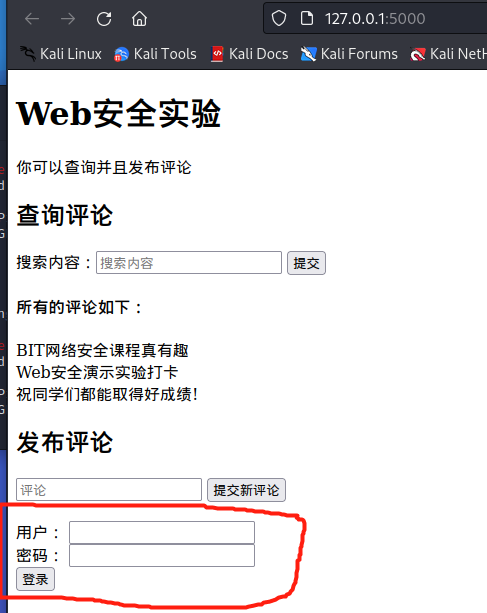 127.0.0.1:5000
Kali Linux Kali Tools Kali Docs Kali Forums Kali NetH
Web安全实验
你可以查询并且发布评论
查询评论
搜索内容：搜索内容 提交
所有的评论如下：
BIT网络安全课程真有趣
Web安全演示实验打卡
祝同学们都能取得好成绩!
发布评论
评论 提交新评论
用户：
密码：
登录